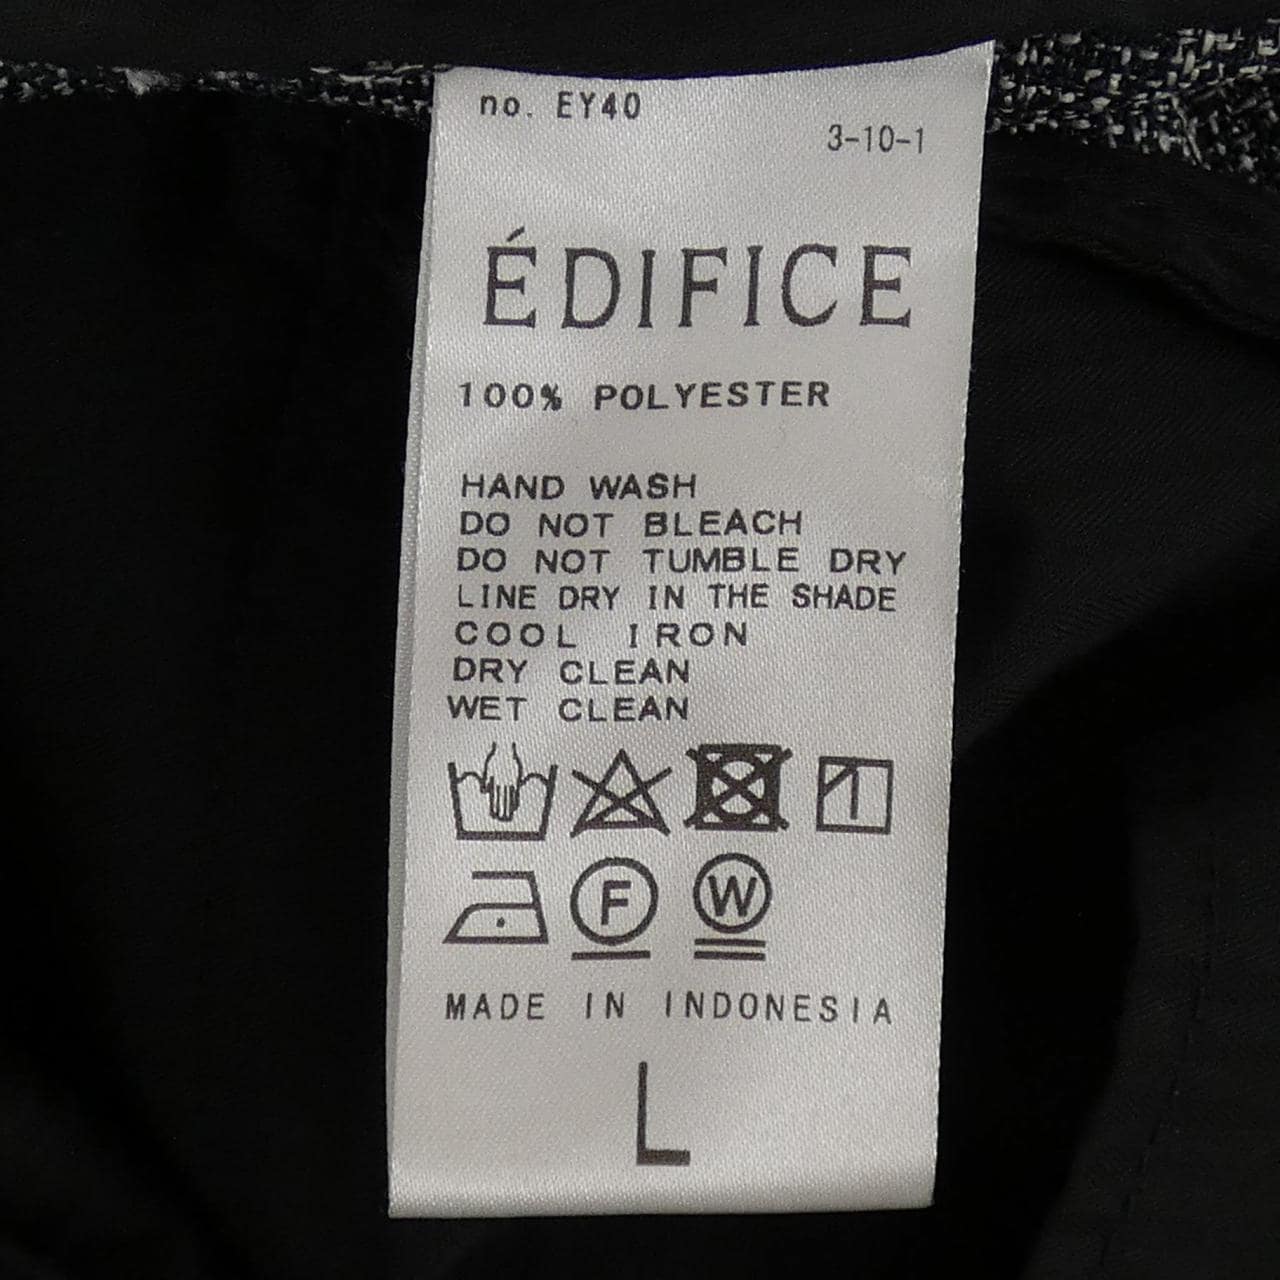 no. EY40
3-10-1
ÉDIFICE
100% POLYESTER
HAND WASH
DO NOT BLEACH
DO NOT TUMBLE DRY
LINE DRY IN THE SHADE
COOL IRON
DRY CLEAN
WET CLEAN
F W
MADE IN INDONESIA
L